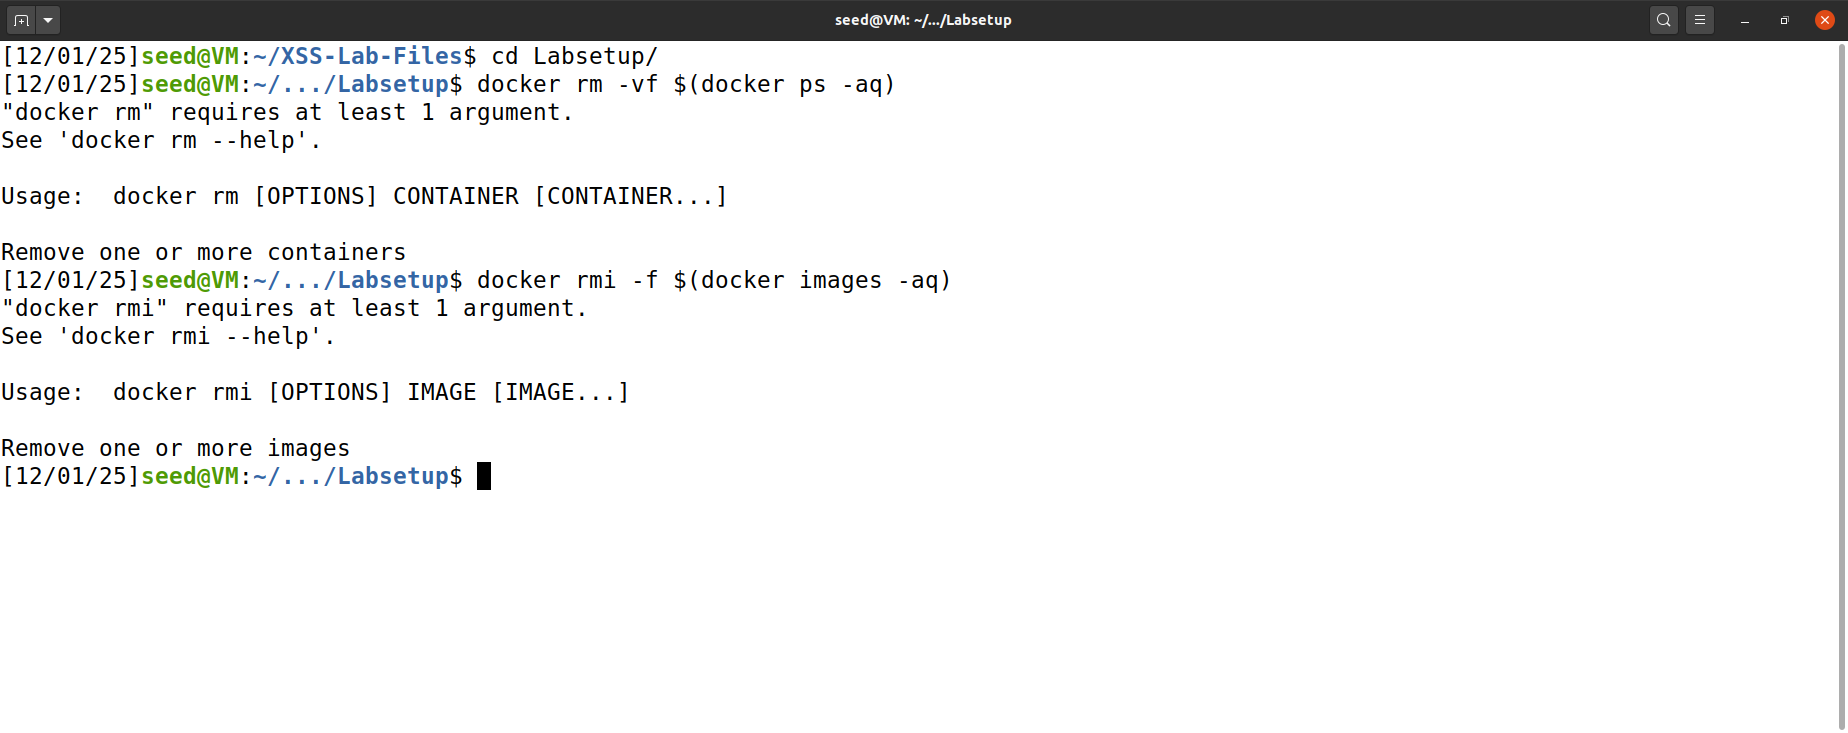 seed@VM: ~/.../Labsetup
[12/01/25]seed@VM:~/XSS-Lab-Files$ cd Labsetup/
[12/01/25]seed@VM:~/.../Labsetup$ docker rm -vf $(docker ps -aq)
"docker rm" requires at least 1 argument.
See 'docker rm --help'.
Usage:  docker rm [OPTIONS] CONTAINER [CONTAINER...]
Remove one or more containers
[12/01/25]seed@VM:~/.../Labsetup$ docker rmi -f $(docker images -aq)
"docker rmi" requires at least 1 argument.
See 'docker rmi --help'.
Usage:  docker rmi [OPTIONS] IMAGE [IMAGE...]
Remove one or more images
[12/01/25]seed@VM:~/.../Labsetup$